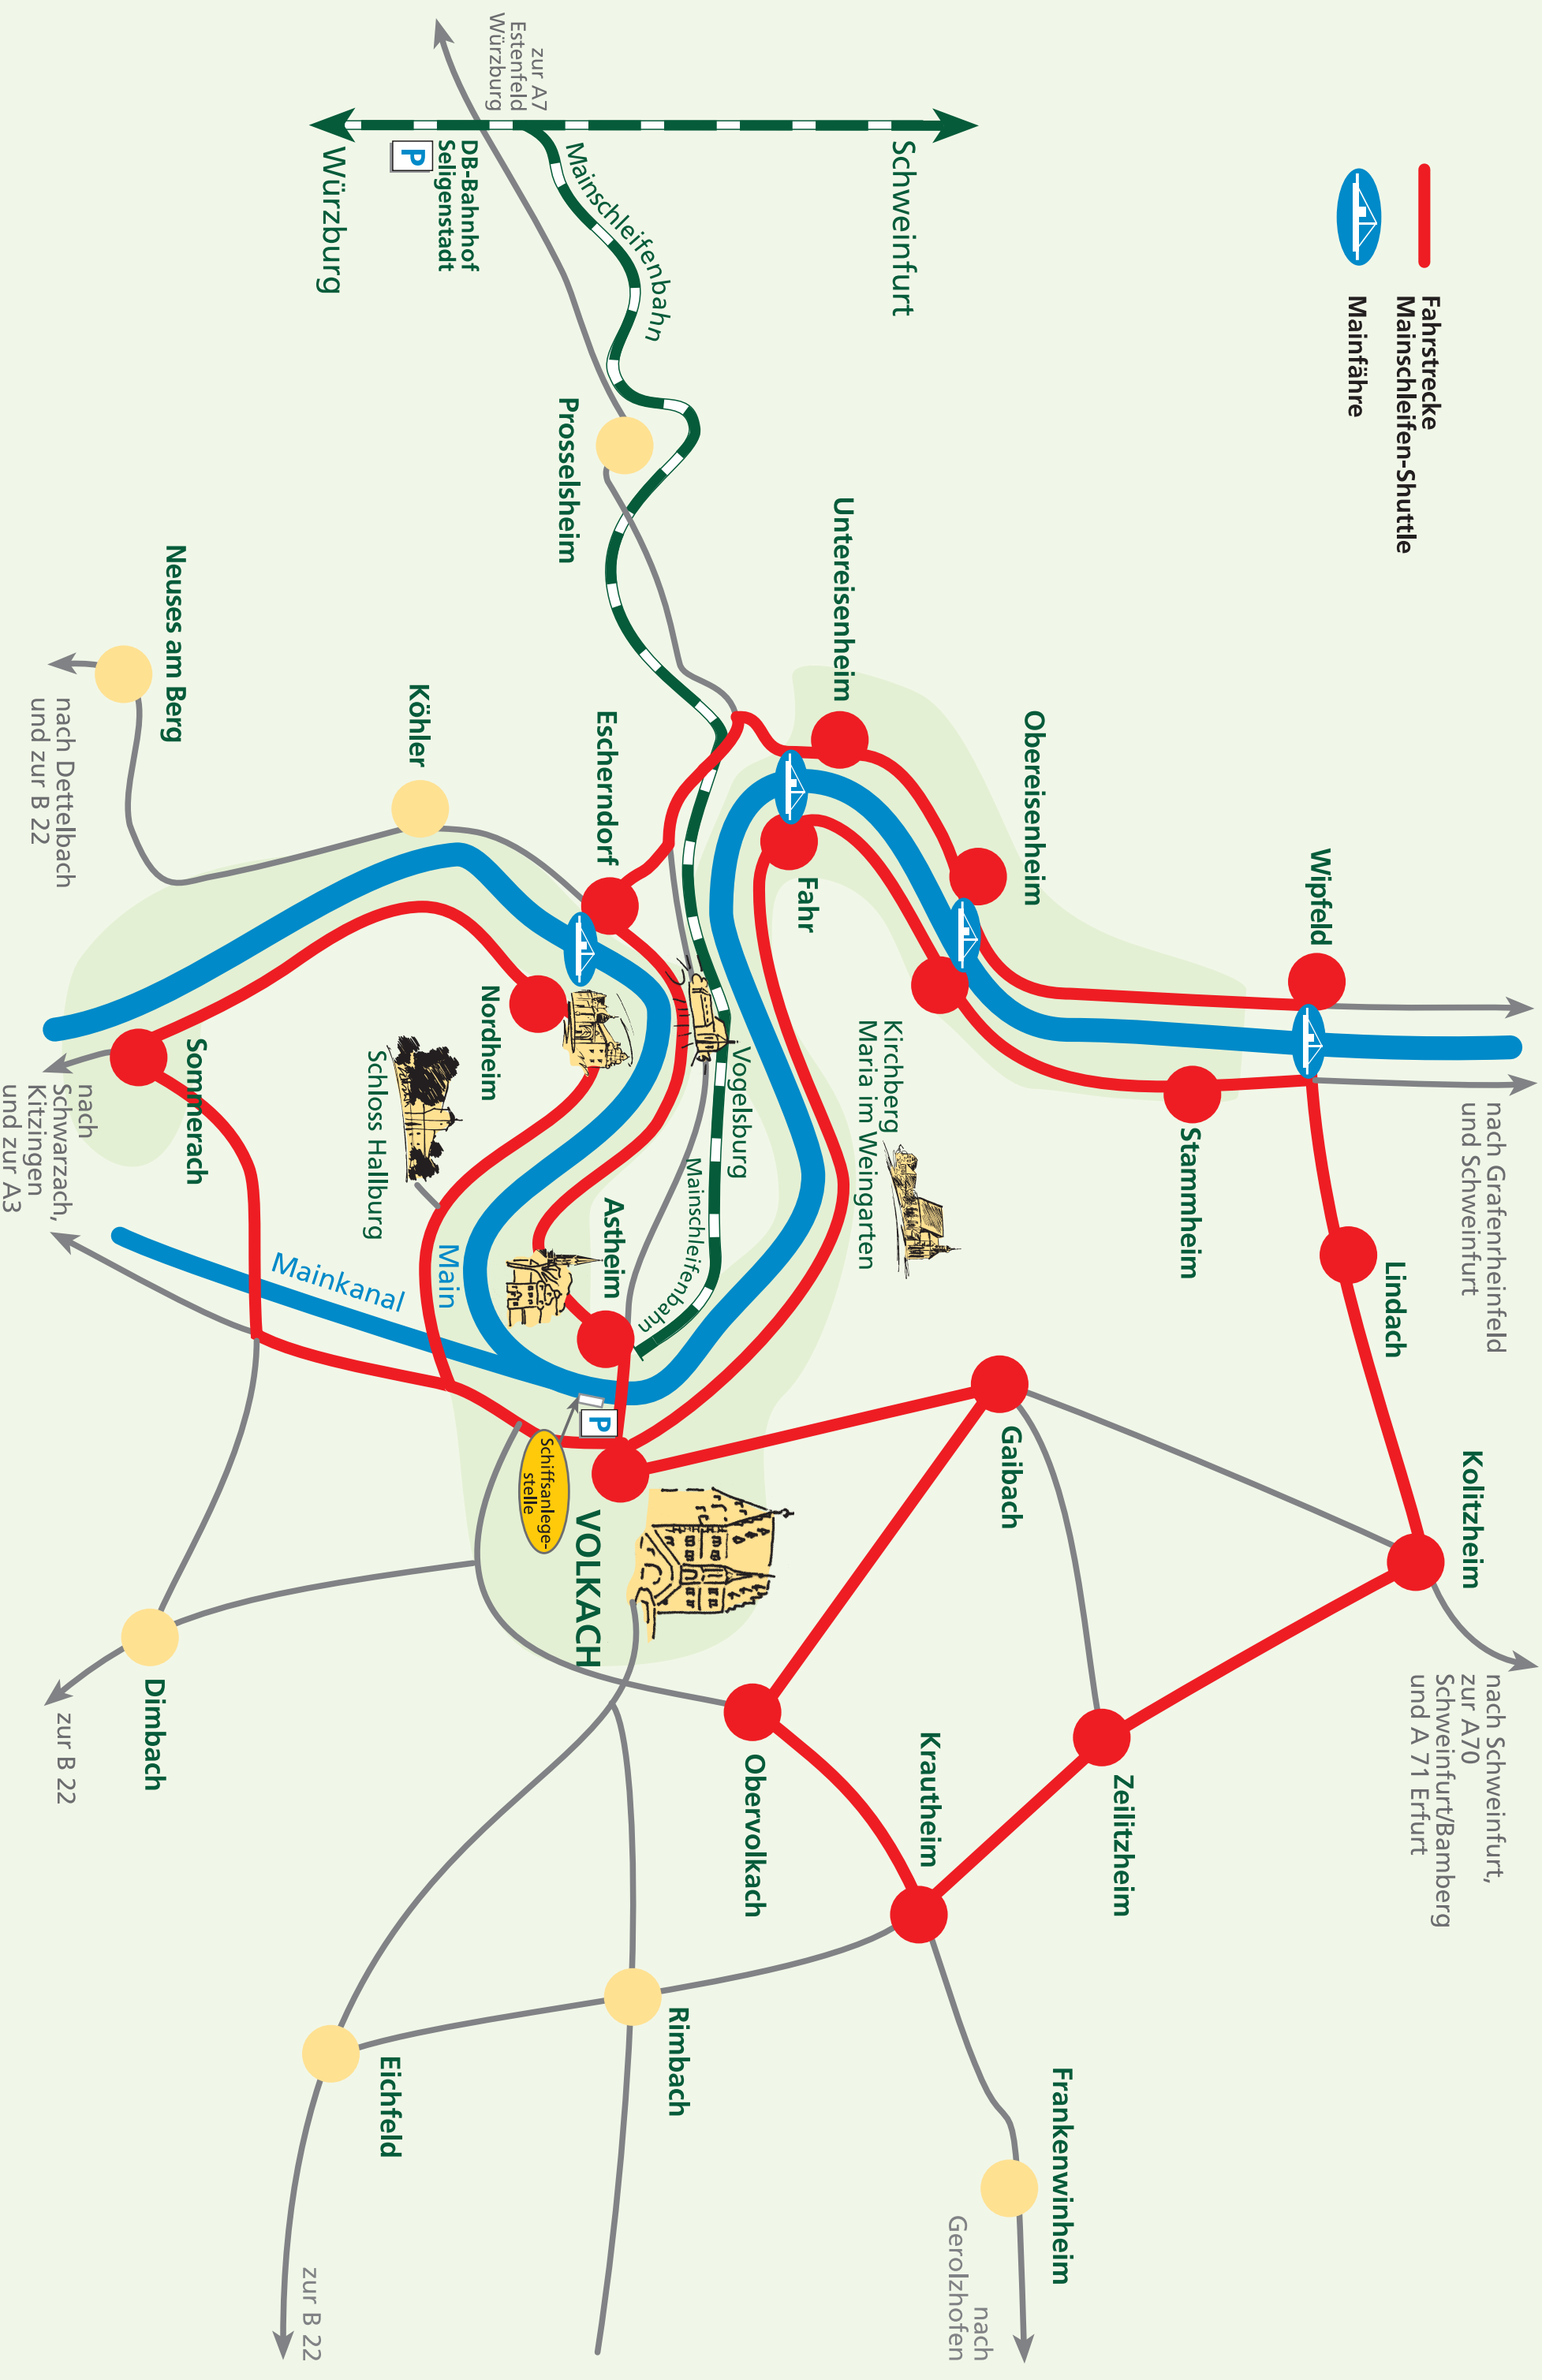 Fahrstrecke
Mainschleifen-Shuttle
Mainfähre
zur A7
Estenfeld
Würzburg
Schweinfurt
Mainschleifenbahn
DB-Bahnhof
Seligenstadt
P
Würzburg
Prosselsheim
Untereisenheim
Obereisenheim
Wipfeld
nach Grafenrheinfeld
und Schweinfurt
Stammheim
Lindach
Kolitzheim
nach Schweinfurt,
zur A70
Schweinfurt/Bamberg
und A 71 Erfurt
Fahr
Kirchberg
Maria im Weingarten
Vogelsburg
Mainschleifenbahn
Escherndorf
Köhler
Neuses am Berg
nach Dettelbach
und zur B 22
Nordheim
Schloss Hallburg
Sommerach
nach
Schwarzach,
Kitzingen
und zur A3
Astheim
Main
Mainkanal
P
Schiffsanlege-
stelle
VOLKACH
Gaibach
Zeilitzheim
Krautheim
Obervolkach
Dimbach
zur B 22
Rimbach
Eichfeld
zur B 22
Frankenwinheim
nach
Gerolzhofen